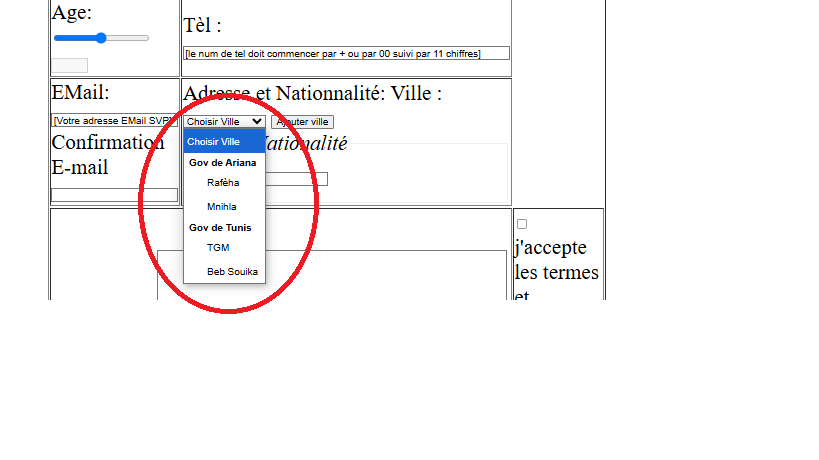 Age:
Tèl :
[le num de tel doit commencer par + ou par 00 suivi par 11 chiffres]
EMail:
[Votre adresse EMail SVP]
Confirmation
E-mail
Adresse et Nationnalité: Ville :
Choisir Ville
Ajouter ville
Nationalité
Choisir Ville
Gov de Ariana
Rafèha
Mnihla
Gov de Tunis
TGM
Beb Souika
j'accepte
les termes
et